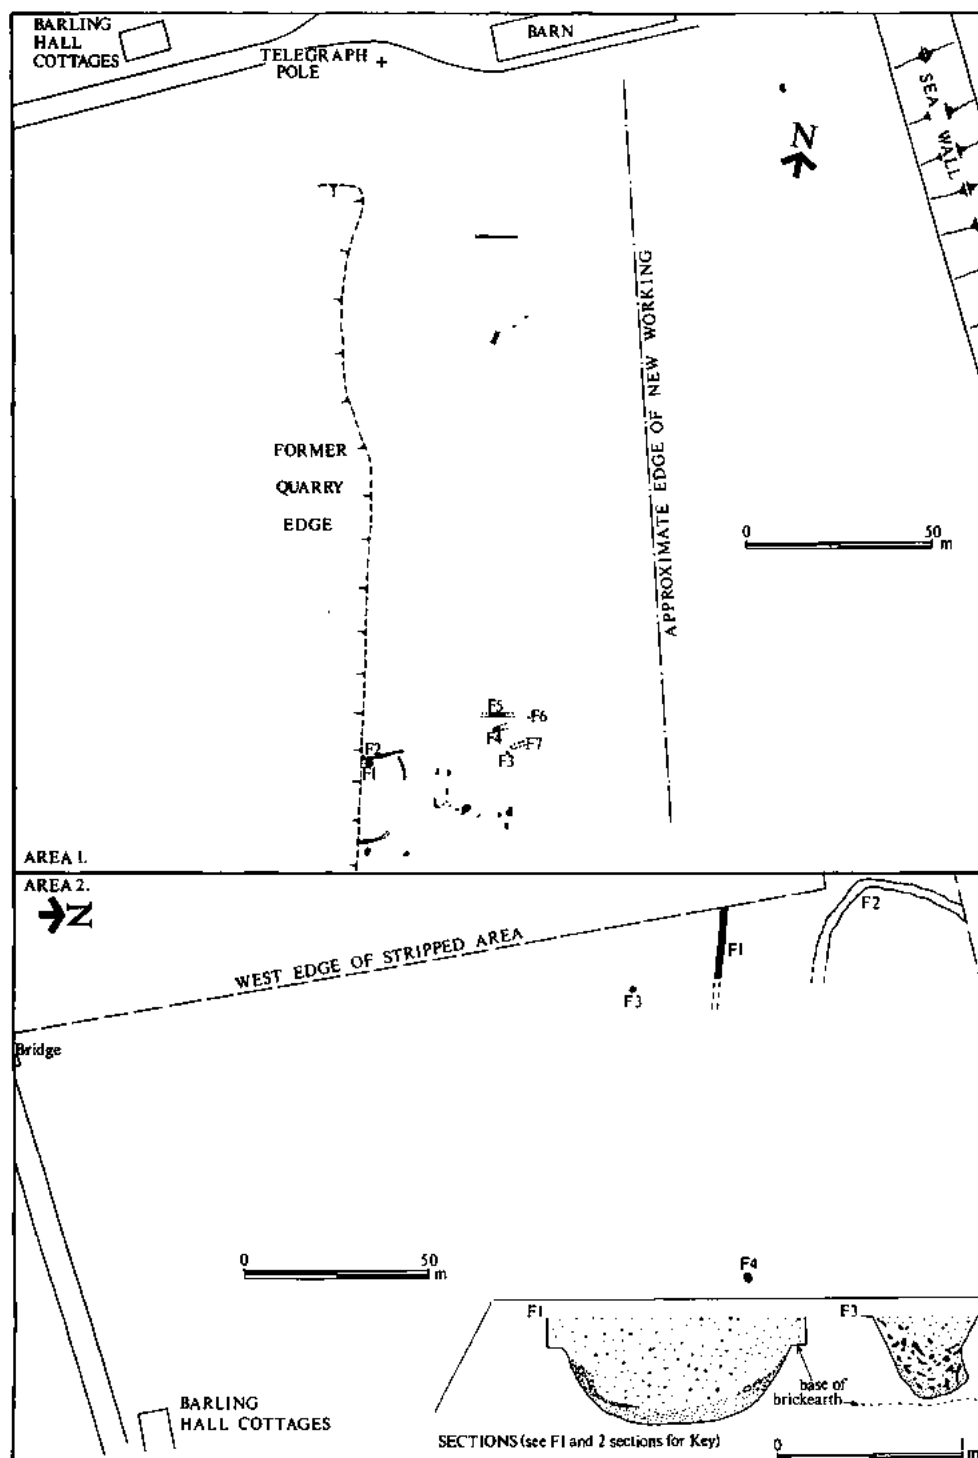 BARLING
HALL
COTTAGES
BARN
TELEGRAPH
POLE
SEA WALL
N
APPROXIMATE EDGE OF NEW WORKING
FORMER
QUARRY
EDGE
0 50
m
F5
F6
F4
F7
F3
F2
F1
AREA 1.
AREA 2.
N
F2
WEST EDGE OF STRIPPED AREA
F1
F3
Bridge
0 50
m
F4
F1
F3
base of
brickearth
BARLING
HALL COTTAGES
SECTIONS (see F1 and 2 sections for Key)
0 1
m